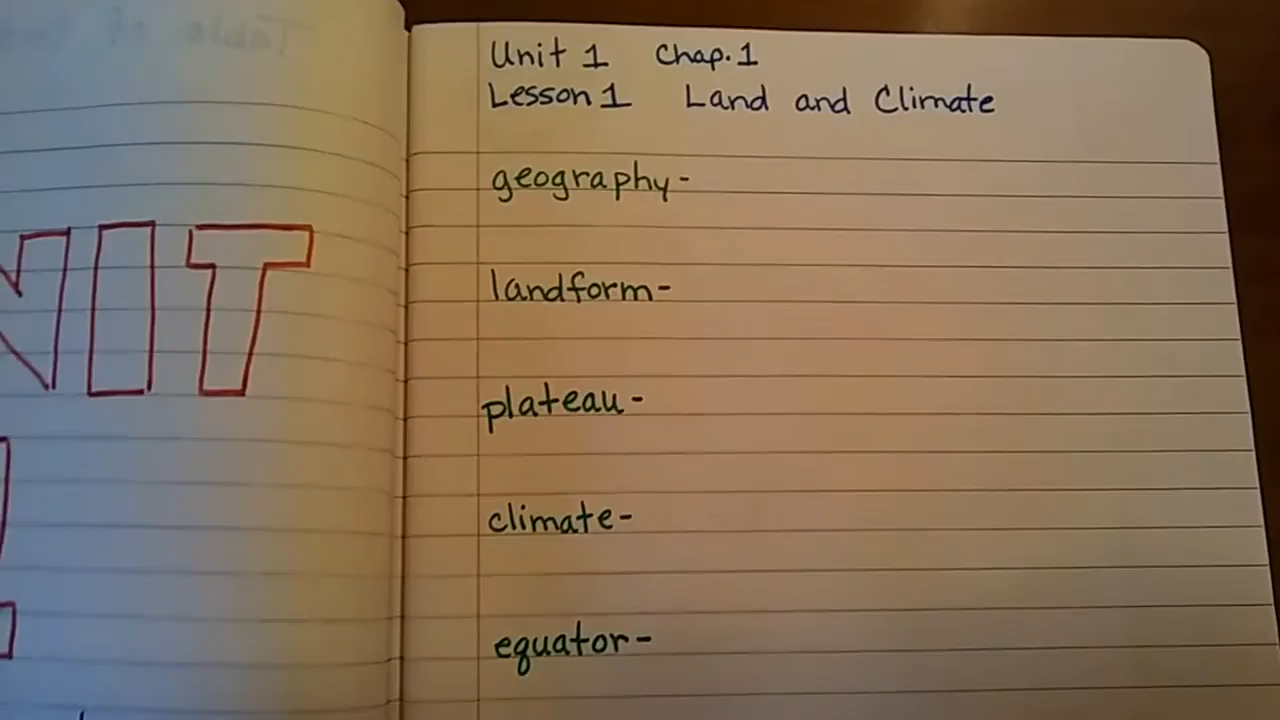 NIT
Unit 1 Chap. 1
Lesson 1 Land and Climate
geography-
landform-
plateau-
climate-
equator-